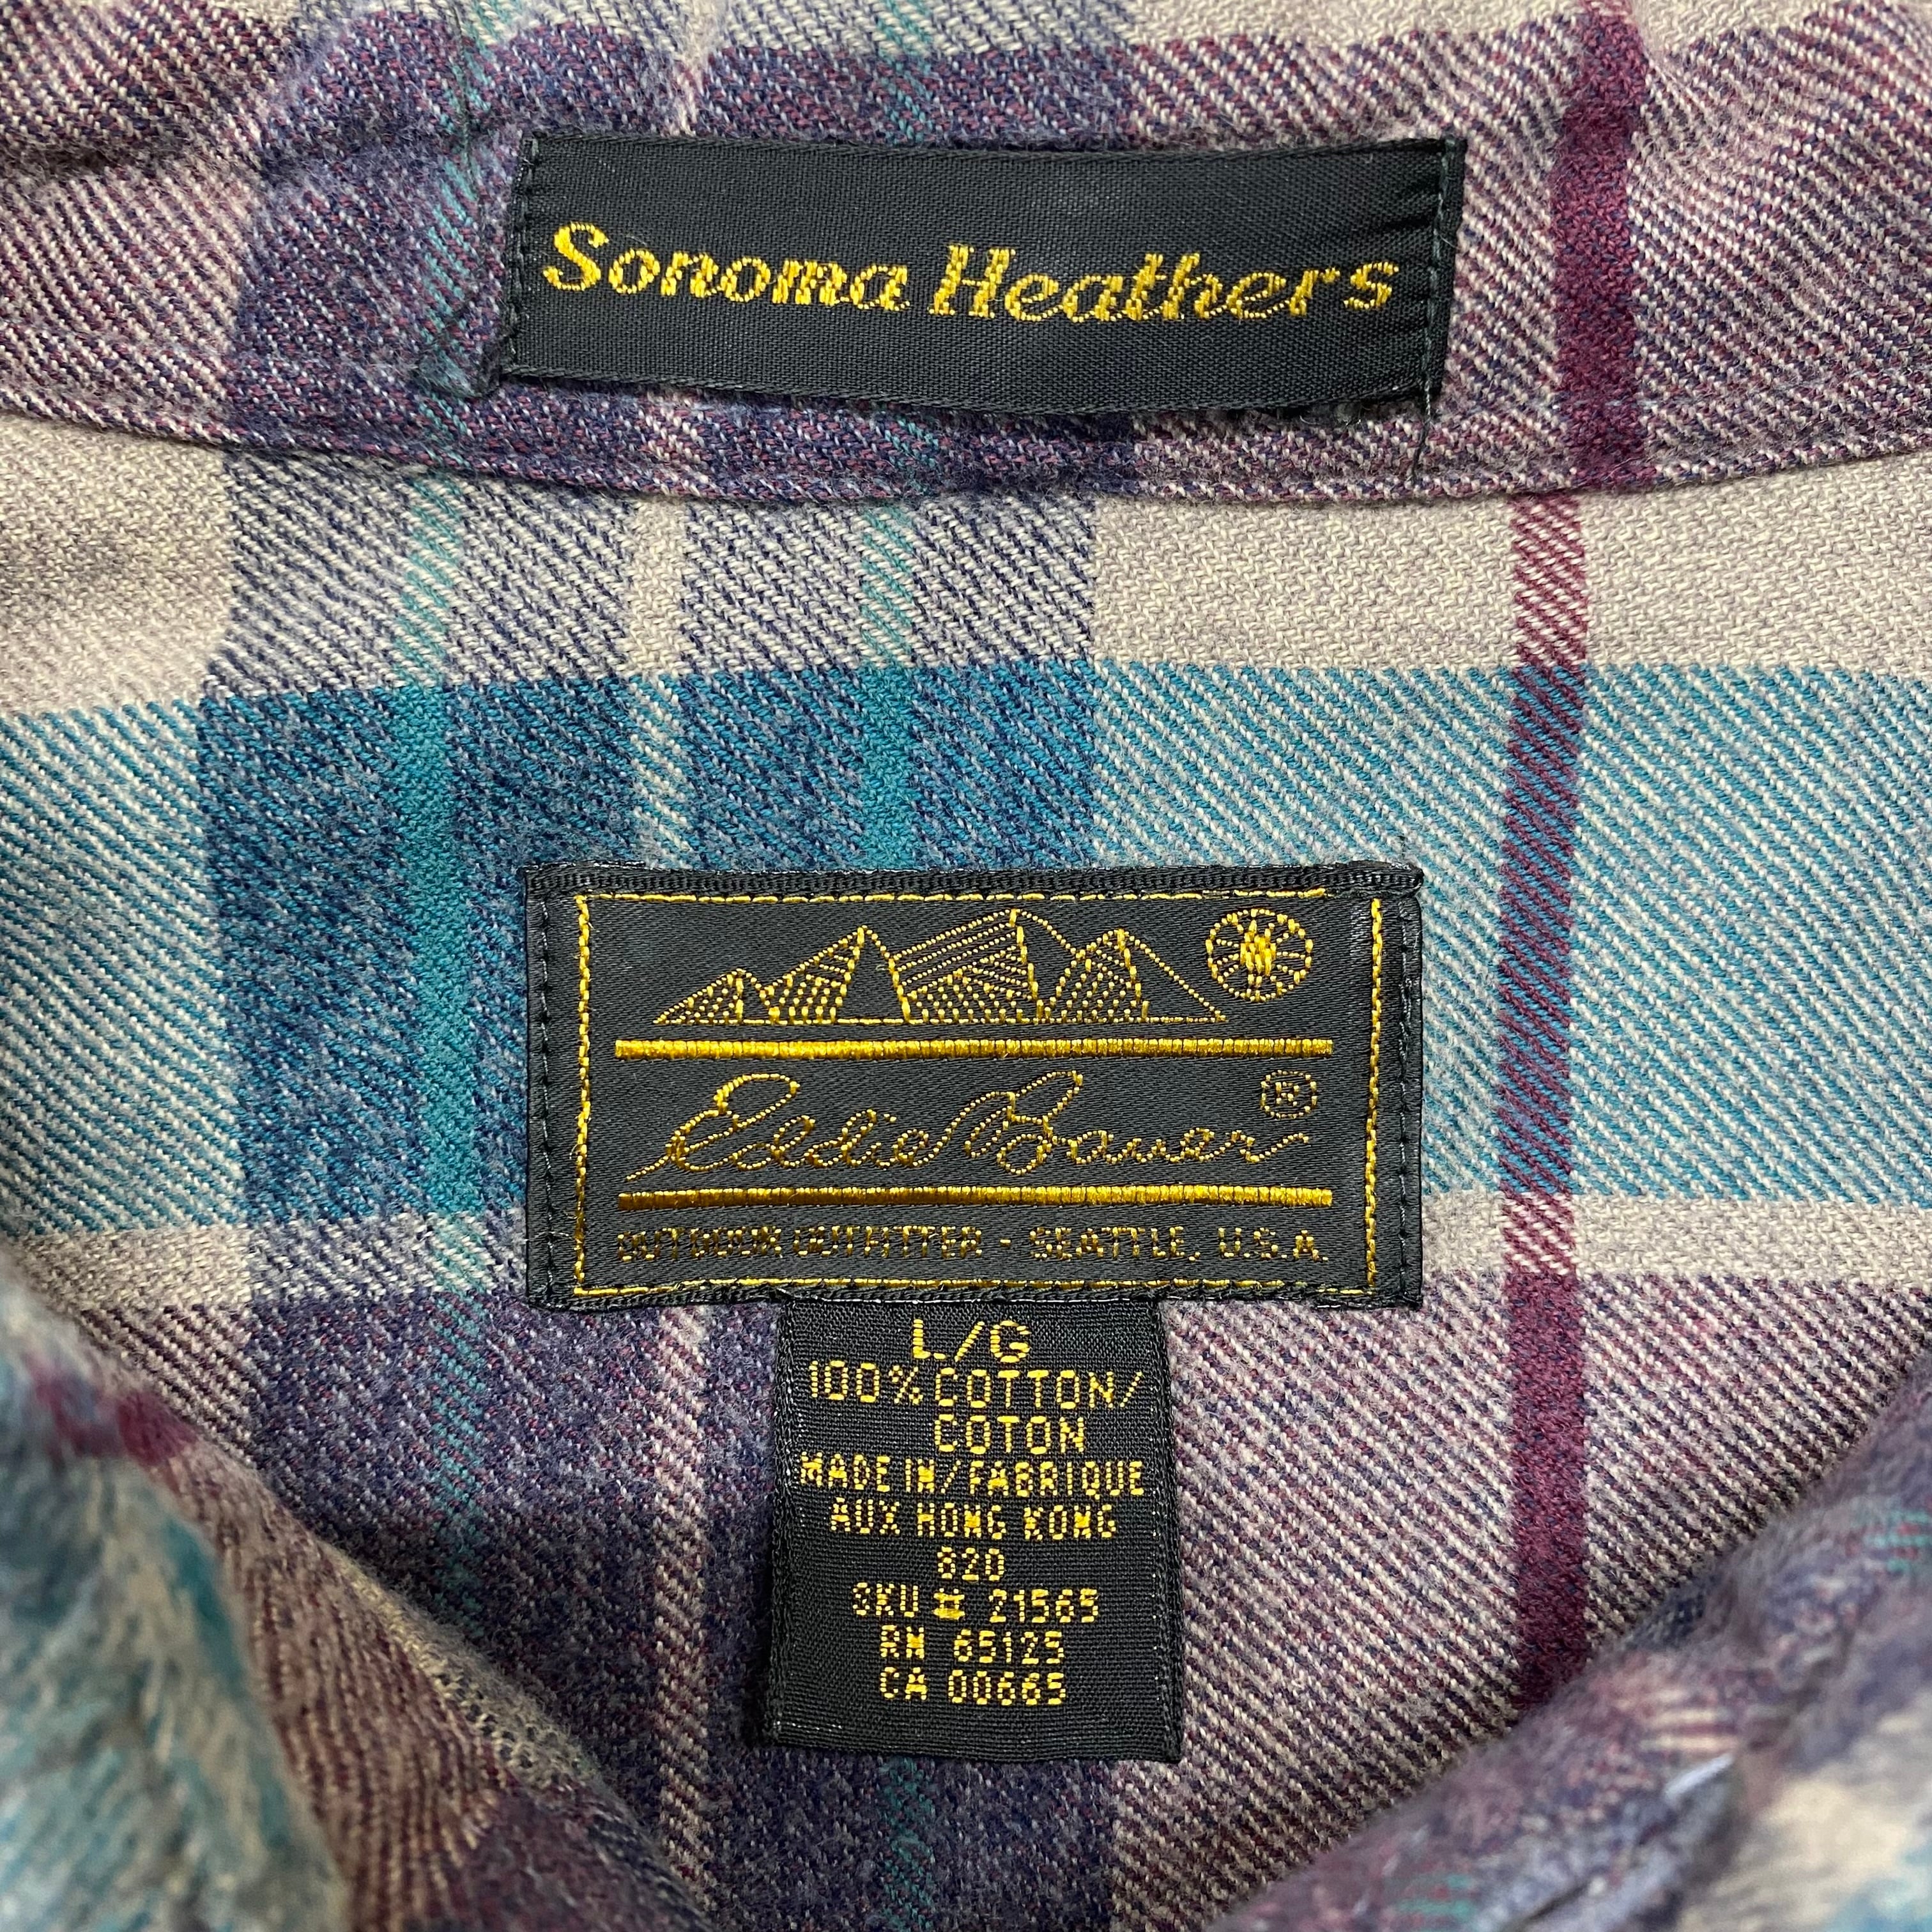 Sonoma Heathers
Eddie Bauer ®
OUTDOOR OUTFITTER - SEATTLE, U.S.A.
L/G
100% COTTON/
COTON
MADE IN/FABRIQUE
AUX HONG KONG
620
SKU # 21565
RN 65125
CA 00665